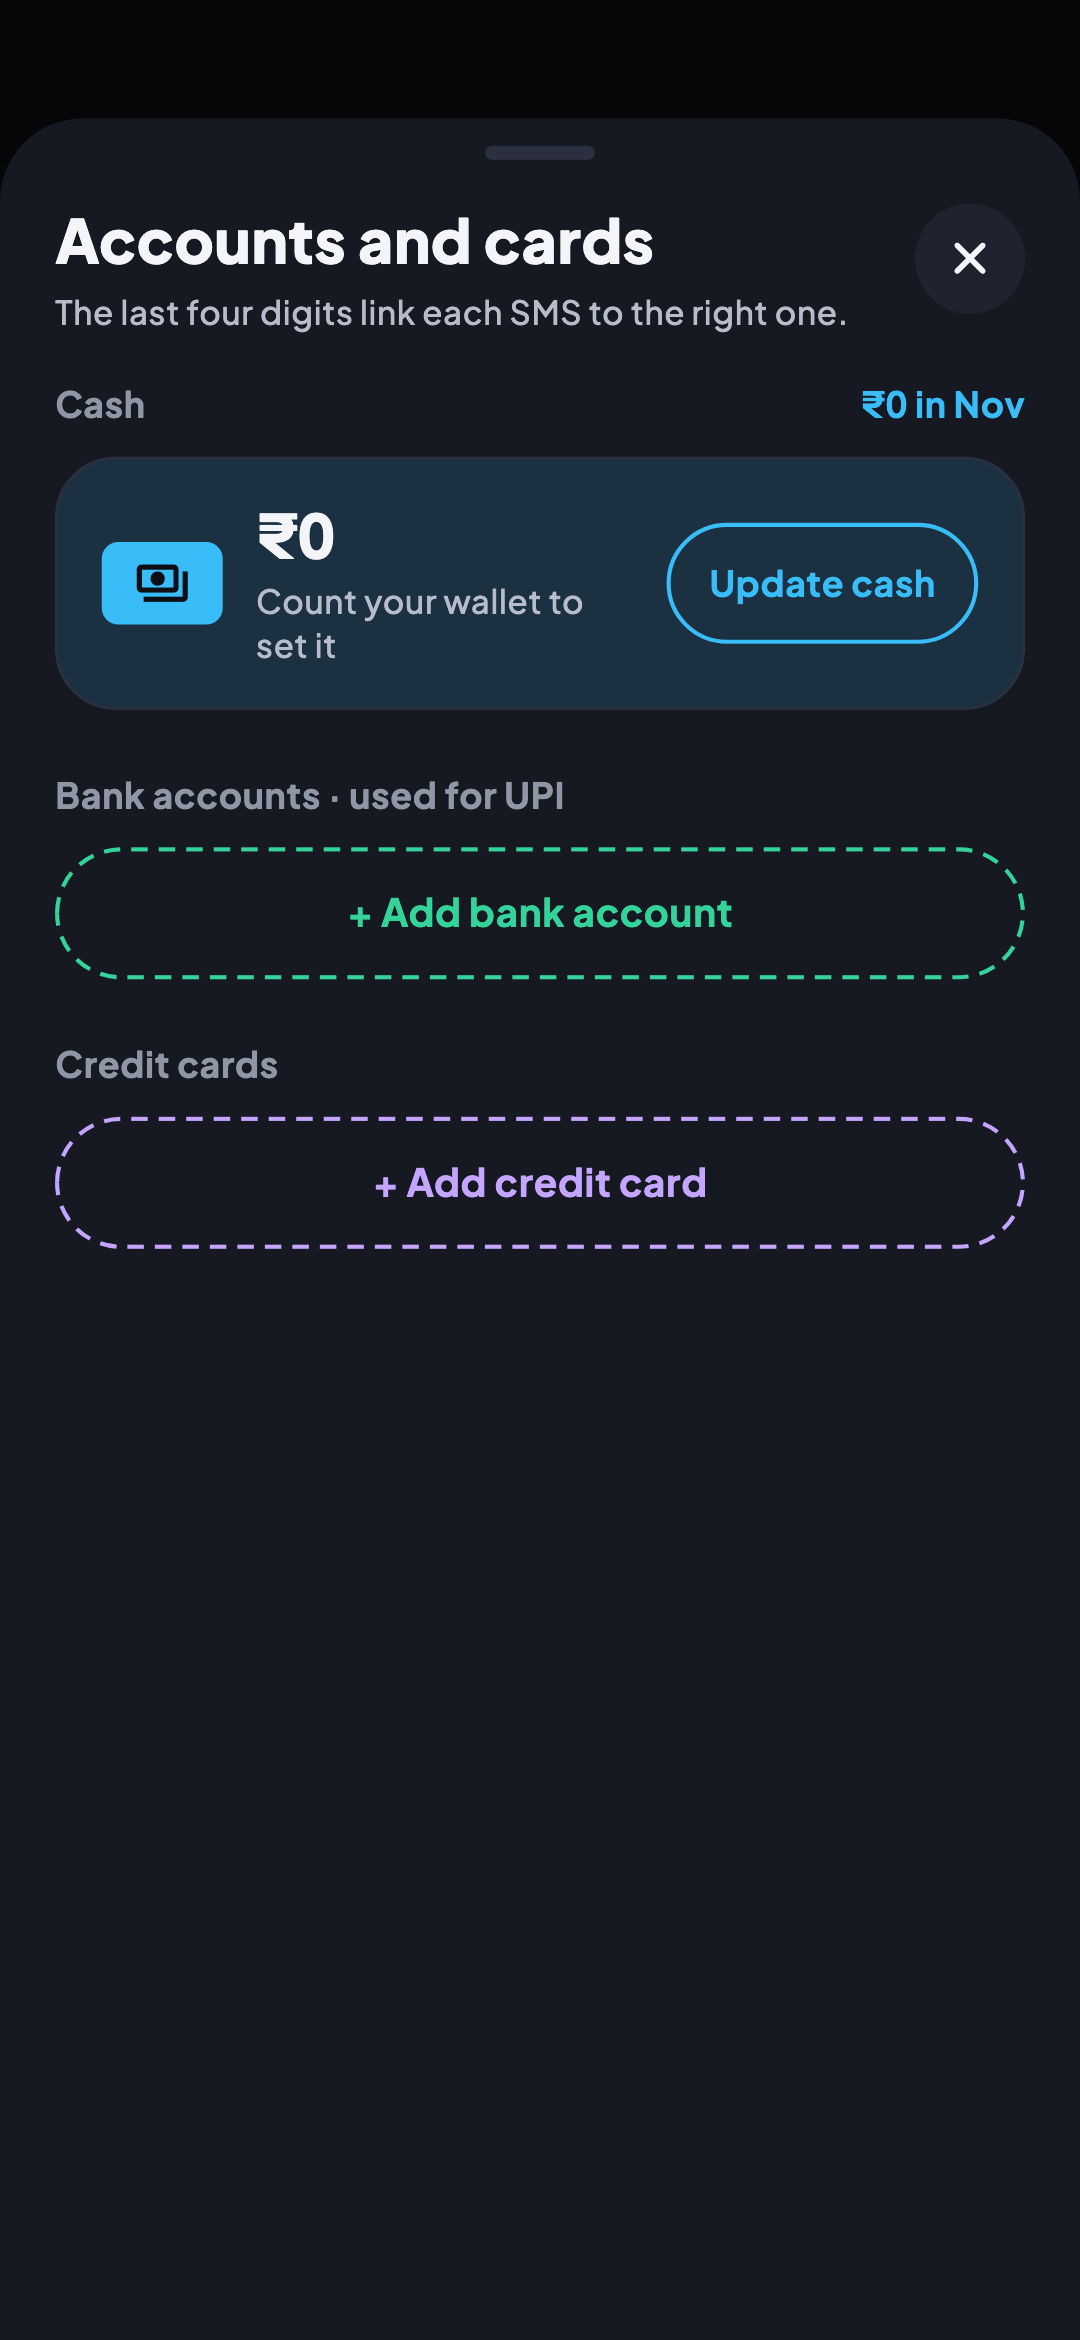 Accounts and cards
The last four digits link each SMS to the right one.
Cash
₹0 in Nov
₹0
Count your wallet to
set it
Update cash
Bank accounts · used for UPI
+ Add bank account
Credit cards
+ Add credit card